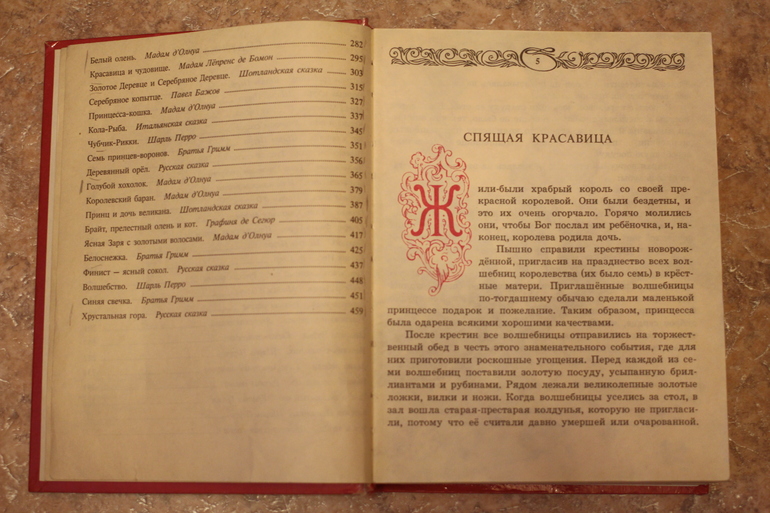 Белый олень. Мадам д'Олнуа 282
Красавица и чудовище. Мадам Лёпренс де Бомон 295
Золотое Деревце и Серебряное Деревце. Шотландская сказка 303
Серебряное копытце. Павел Бажов 315
Принцесса-кошка. Мадам д'Олнуа 327
Кола-Рыба. Итальянская сказка 337
Чубчик-Рикки. Шарль Перро 345
Семь принцев-воронов. Братья Гримм 351
Деревянный орёл. Русская сказка 356
Голубой хохолок. Мадам д'Олнуа 365
Королевский баран. Мадам д'Олнуа 379
Принц и дочь великана. Шотландская сказка 387
Брайт, прелестный олень и кот. Графиня де Сегюр 405
Ясная Заря с золотыми волосами. Мадам д'Олнуа 417
Белоснежка. Братья Гримм 425
Финист — ясный сокол. Русская сказка 437
Волшебство. Шарль Перро 448
Синяя свечка. Братья Гримм 451
Хрустальная гора. Русская сказка 459
5
СПЯЩАЯ КРАСАВИЦА
Жили-были храбрый король со своей пре-
красной королевой. Они были бездетны, и
это их очень огорчало. Горячо молились
они, чтобы Бог послал им ребёночка, и, на-
конец, королева родила дочь.
Пышно справили крестины новорож-
дённой, пригласив на празднество всех вол-
шебниц королевства (их было семь) в крёст-
ные матери. Приглашённые волшебницы
по-тогдашнему обычаю сделали маленькой
принцессе подарок и пожелание. Таким образом, принцесса
была одарена всякими хорошими качествами.
После крестин все волшебницы отправились на торжест-
венный обед в честь этого знаменательного события, где для
них приготовили роскошные угощения. Перед каждой из се-
ми волшебниц поставили золотую посуду, усыпанную брил-
лиантами и рубинами. Рядом лежали великолепные золотые
ложки, вилки и ножи. Когда волшебницы уселись за стол, в
зал вошла старая-престарая колдунья, которую не пригласи-
ли, потому что её считали давно умершей или очарованной.